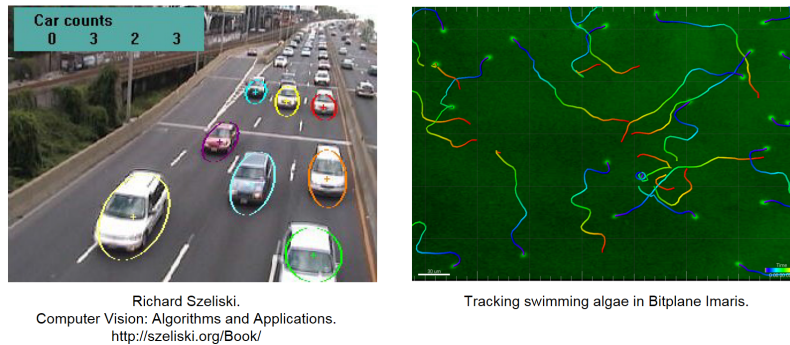 Car counts
0 3 2 3
Time
Richard Szeliski.
Computer Vision: Algorithms and Applications.
http://szeliski.org/Book/
Tracking swimming algae in Bitplane Imaris.